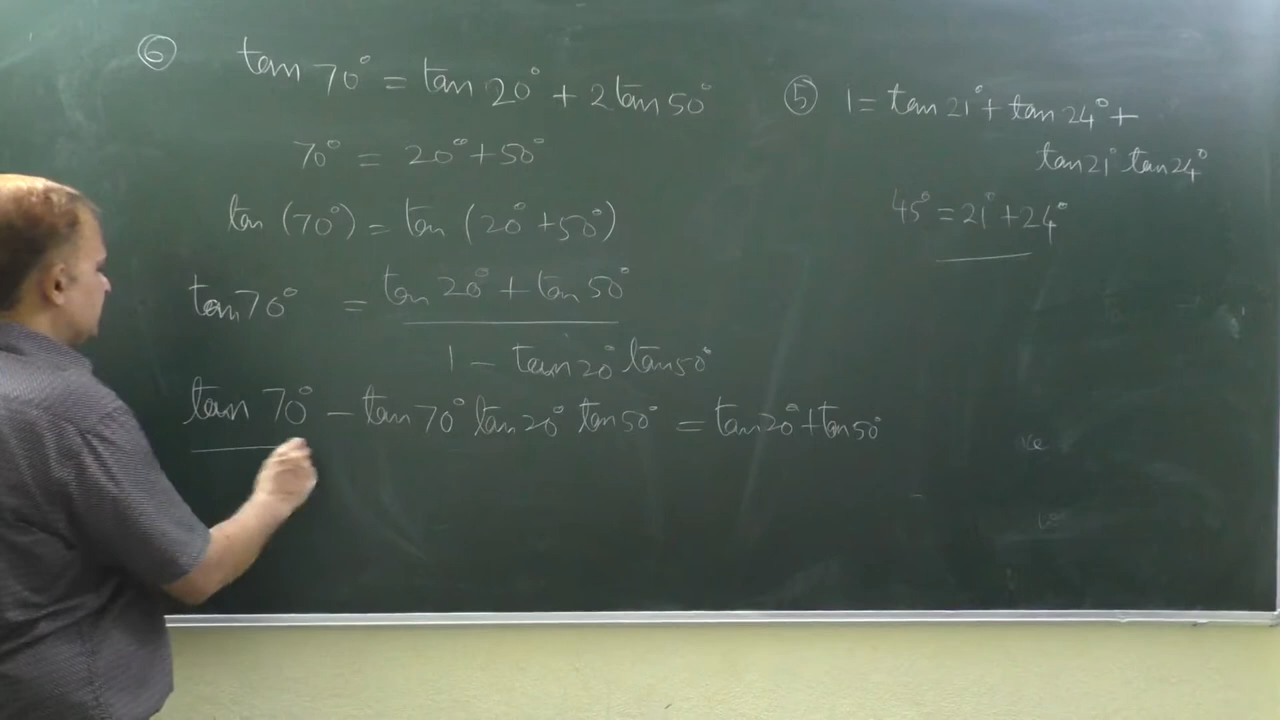 ⑥ tan 70° = tan 20° + 2 tan 50°
70° = 20° + 50°
tan (70°) = tan (20° + 50°)
tan 70° = tan 20° + tan 50°
1 - tan 20° tan 50°
tan 70° - tan 70° tan 20° tan 50° = tan 20° + tan 50°
⑤ 1 = tan 21° + tan 24° +
tan 21° tan 24°
45° = 21° + 24°